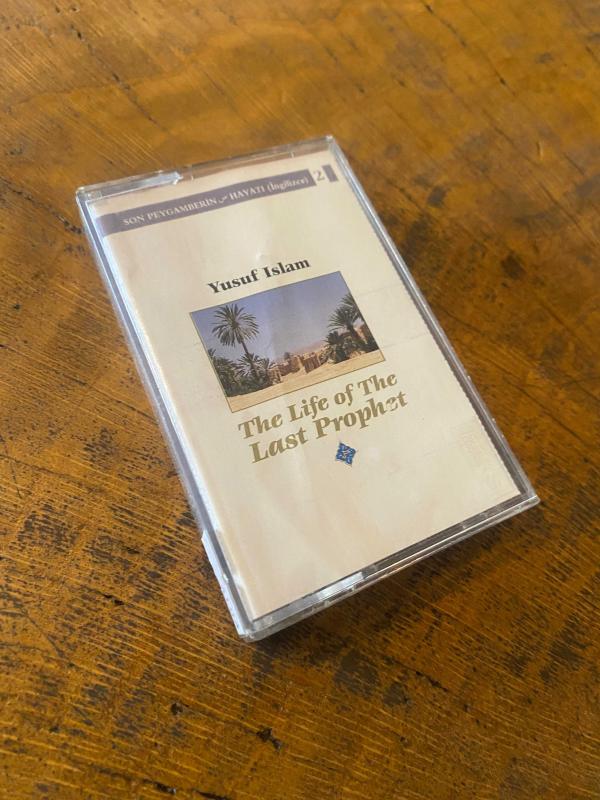 SON PEYGAMBERİN HAYATI (İngilizce) 2
Yusuf Islam
The Life of The
Last Prophet